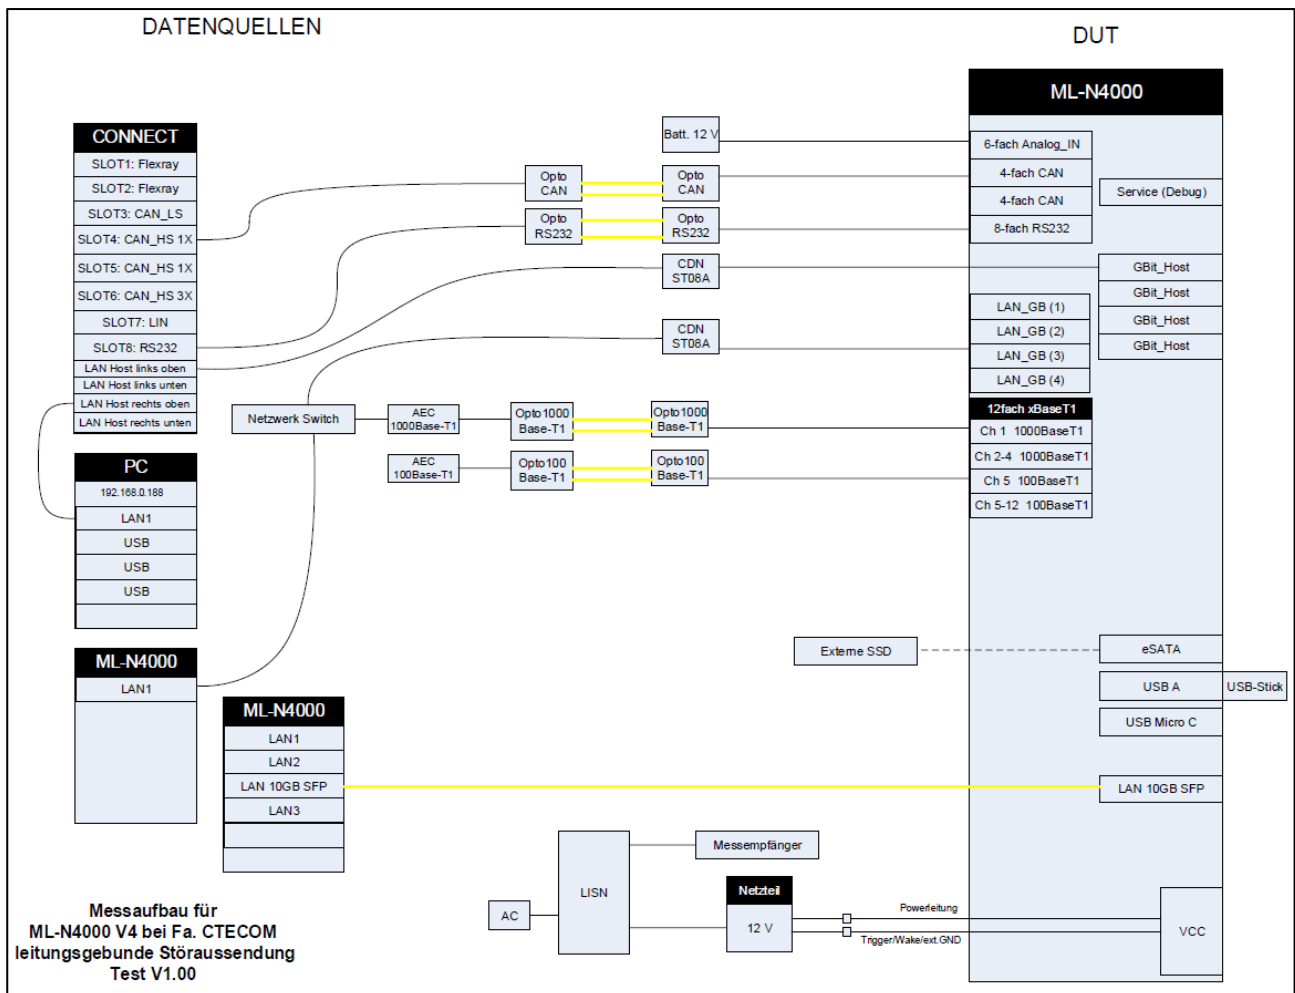 DATENQUELLEN
DUT
CONNECT
SLOT1: Flexray
SLOT2: Flexray
SLOT3: CAN_LS
SLOT4: CAN_HS 1X
SLOT5: CAN_HS 1X
SLOT6: CAN_HS 3X
SLOT7: LIN
SLOT8: RS232
LAN Host links oben
LAN Host links unten
LAN Host rechts oben
LAN Host rechts unten
PC
192.168.0.188
LAN1
USB
USB
USB
ML-N4000
LAN1
ML-N4000
LAN1
LAN2
LAN 10GB SFP
LAN3
Netzwerk Switch
AEC
1000Base-T1
AEC
100Base-T1
Opto
CAN
Opto
RS232
Opto1000
Base-T1
Opto100
Base-T1
Batt. 12 V
Opto
CAN
Opto
RS232
CDN
ST08A
CDN
ST08A
Opto1000
Base-T1
Opto100
Base-T1
ML-N4000
6-fach Analog_IN
4-fach CAN
4-fach CAN
8-fach RS232
Service (Debug)
GBit_Host
GBit_Host
GBit_Host
GBit_Host
LAN_GB (1)
LAN_GB (2)
LAN_GB (3)
LAN_GB (4)
12fach xBaseT1
Ch 1 1000BaseT1
Ch 2-4 1000BaseT1
Ch 5 100BaseT1
Ch 5-12 100BaseT1
Externe SSD
eSATA
USB A
USB-Stick
USB Micro C
LAN 10GB SFP
Messempfänger
LISN
AC
Netzteil
12 V
Powerleitung
Trigger/Wake/ext.GND
VCC
Messaufbau für
ML-N4000 V4 bei Fa. CTECOM
leitungsgebunde Störaussendung
Test V1.00